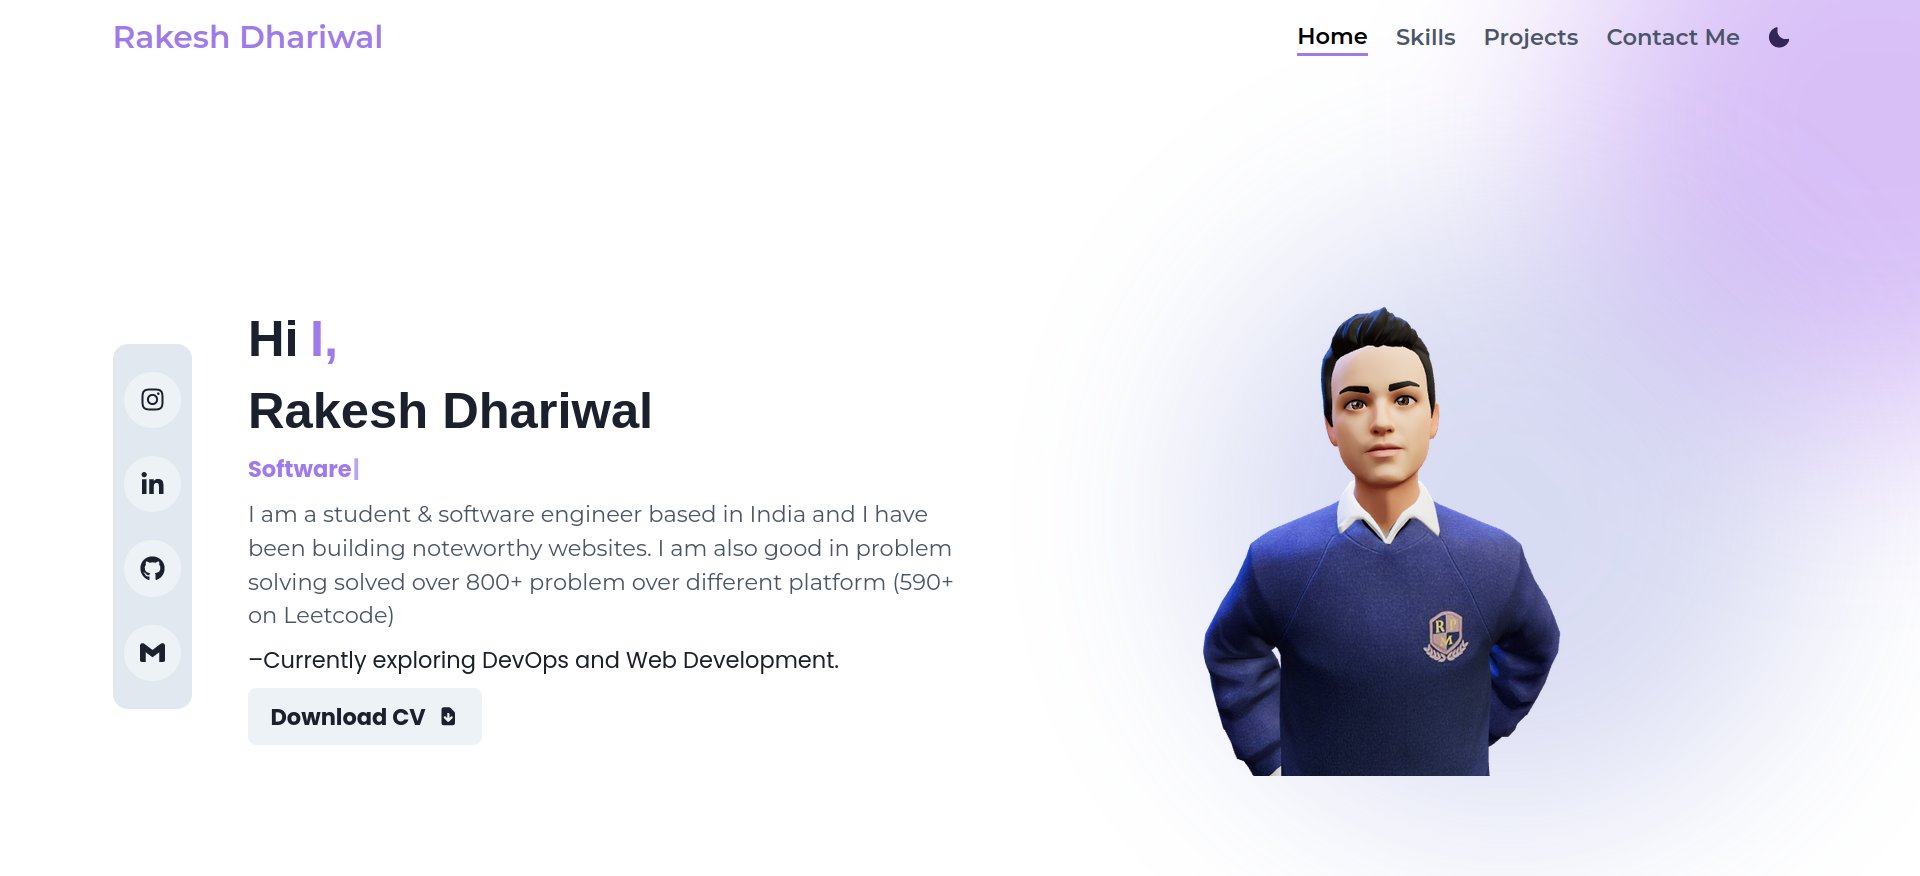 Rakesh Dhariwal
Home Skills Projects Contact Me
Hi I,
Rakesh Dhariwal
Software|
I am a student & software engineer based in India and I have
been building noteworthy websites. I am also good in problem
solving solved over 800+ problem over different platform (590+
on Leetcode)
–Currently exploring DevOps and Web Development.
Download CV
R P
M